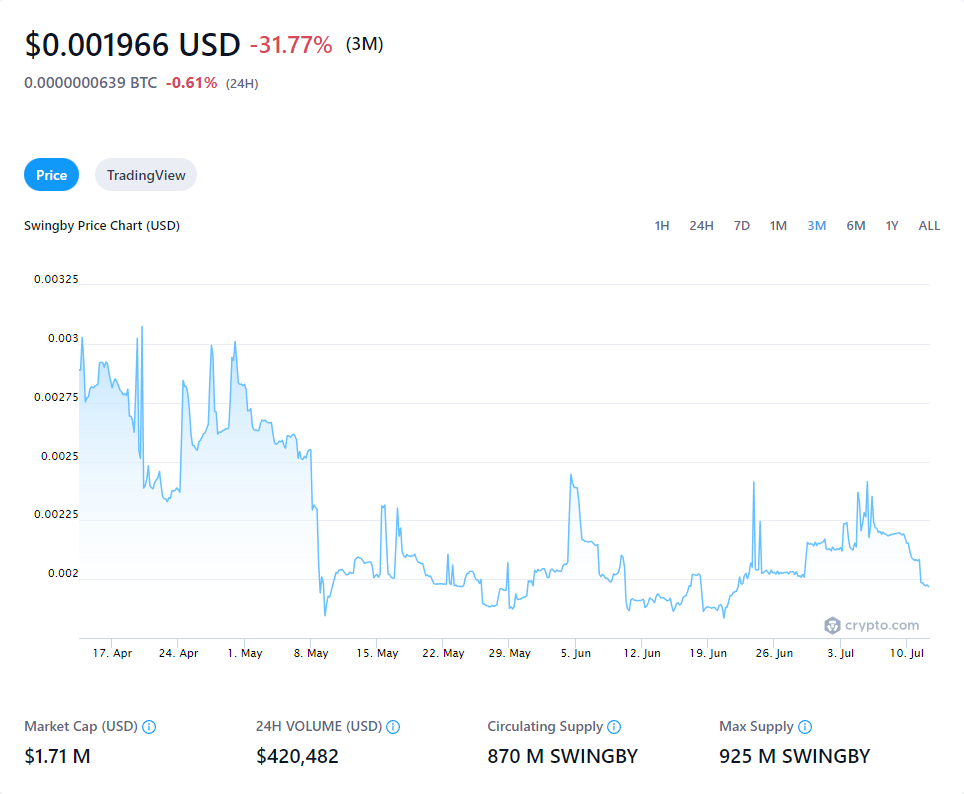 $0.001966 USD -31.77% (3M)
0.0000000639 BTC -0.61% (24H)
Price TradingView
Swingby Price Chart (USD) 1H 24H 7D 1M 3M 6M 1Y ALL
0.00325
0.003
0.00275
0.0025
0.00225
0.002
crypto.com
17. Apr 24. Apr 1. May 8. May 15. May 22. May 29. May 5. Jun 12. Jun 19. Jun 26. Jun 3. Jul 10. Jul
Market Cap (USD) 24H VOLUME (USD) Circulating Supply Max Supply
$1.71 M $420,482 870 M SWINGBY 925 M SWINGBY